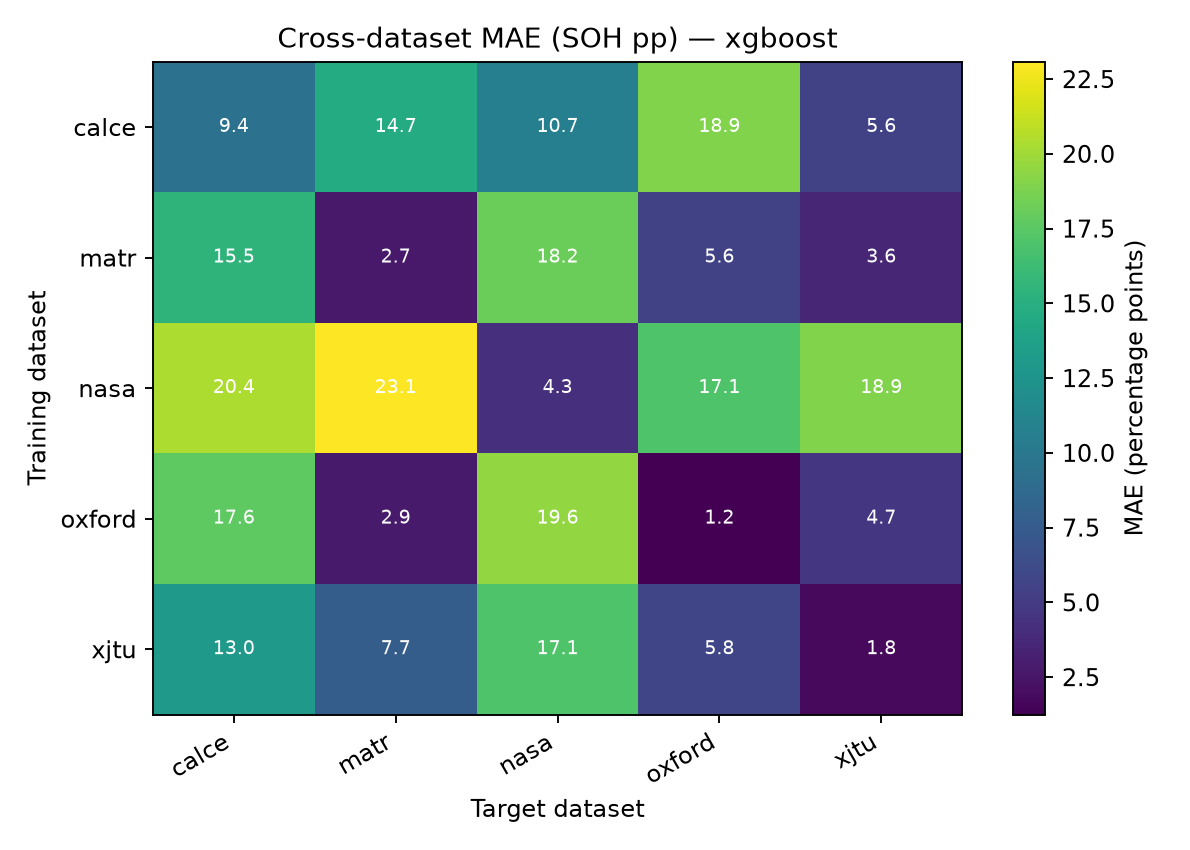 Cross-dataset MAE (SOH pp) — xgboost
calce 9.4 14.7 10.7 18.9 5.6
matr 15.5 2.7 18.2 5.6 3.6
nasa 20.4 23.1 4.3 17.1 18.9
oxford 17.6 2.9 19.6 1.2 4.7
xjtu 13.0 7.7 17.1 5.8 1.8
calce matr nasa oxford xjtu
Target dataset
Training dataset
22.5
20.0
17.5
15.0
12.5
10.0
7.5
5.0
2.5
MAE (percentage points)